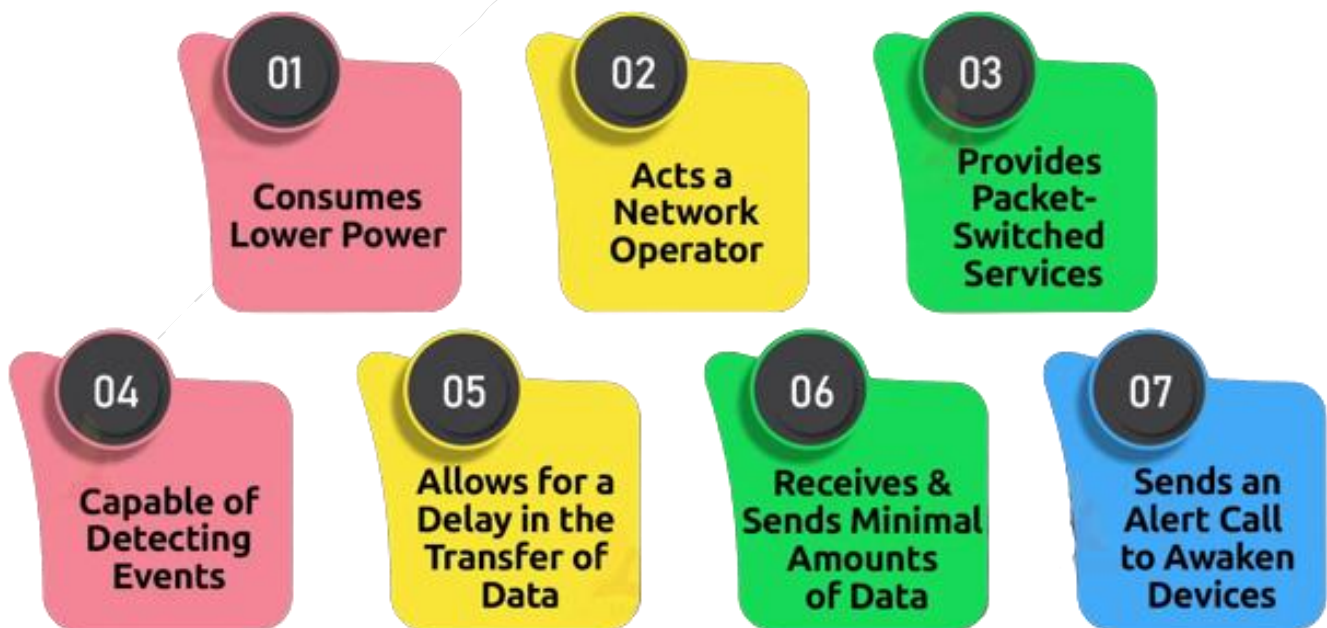 01
Consumes
Lower Power
02
Acts a
Network
Operator
03
Provides
Packet-
Switched
Services
04
Capable of
Detecting
Events
05
Allows for a
Delay in the
Transfer of
Data
06
Receives &
Sends Minimal
Amounts
of Data
07
Sends an
Alert Call
to Awaken
Devices